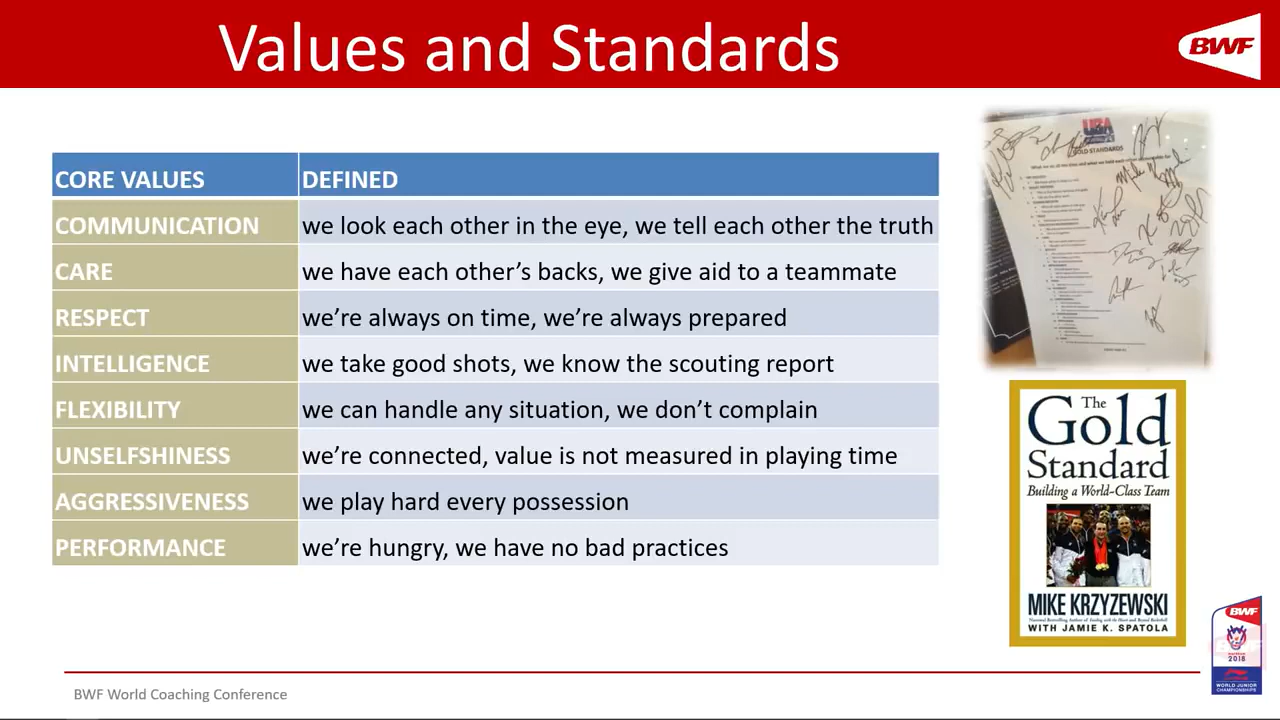 Values and Standards
BWF
CORE VALUES DEFINED
COMMUNICATION we look each other in the eye, we tell each other the truth
CARE we have each other's backs, we give aid to a teammate
RESPECT we're always on time, we're always prepared
INTELLIGENCE we take good shots, we know the scouting report
FLEXIBILITY we can handle any situation, we don't complain
UNSELFSHINESS we're connected, value is not measured in playing time
AGGRESSIVENESS we play hard every possession
PERFORMANCE we're hungry, we have no bad practices
USA
GOLD STANDARDS
The
Gold
Standard
Building a World-Class Team
MIKE KRZYZEWSKI
WITH JAMIE K. SPATOLA
BWF
2018
WORLD JUNIOR
CHAMPIONSHIPS
BWF World Coaching Conference